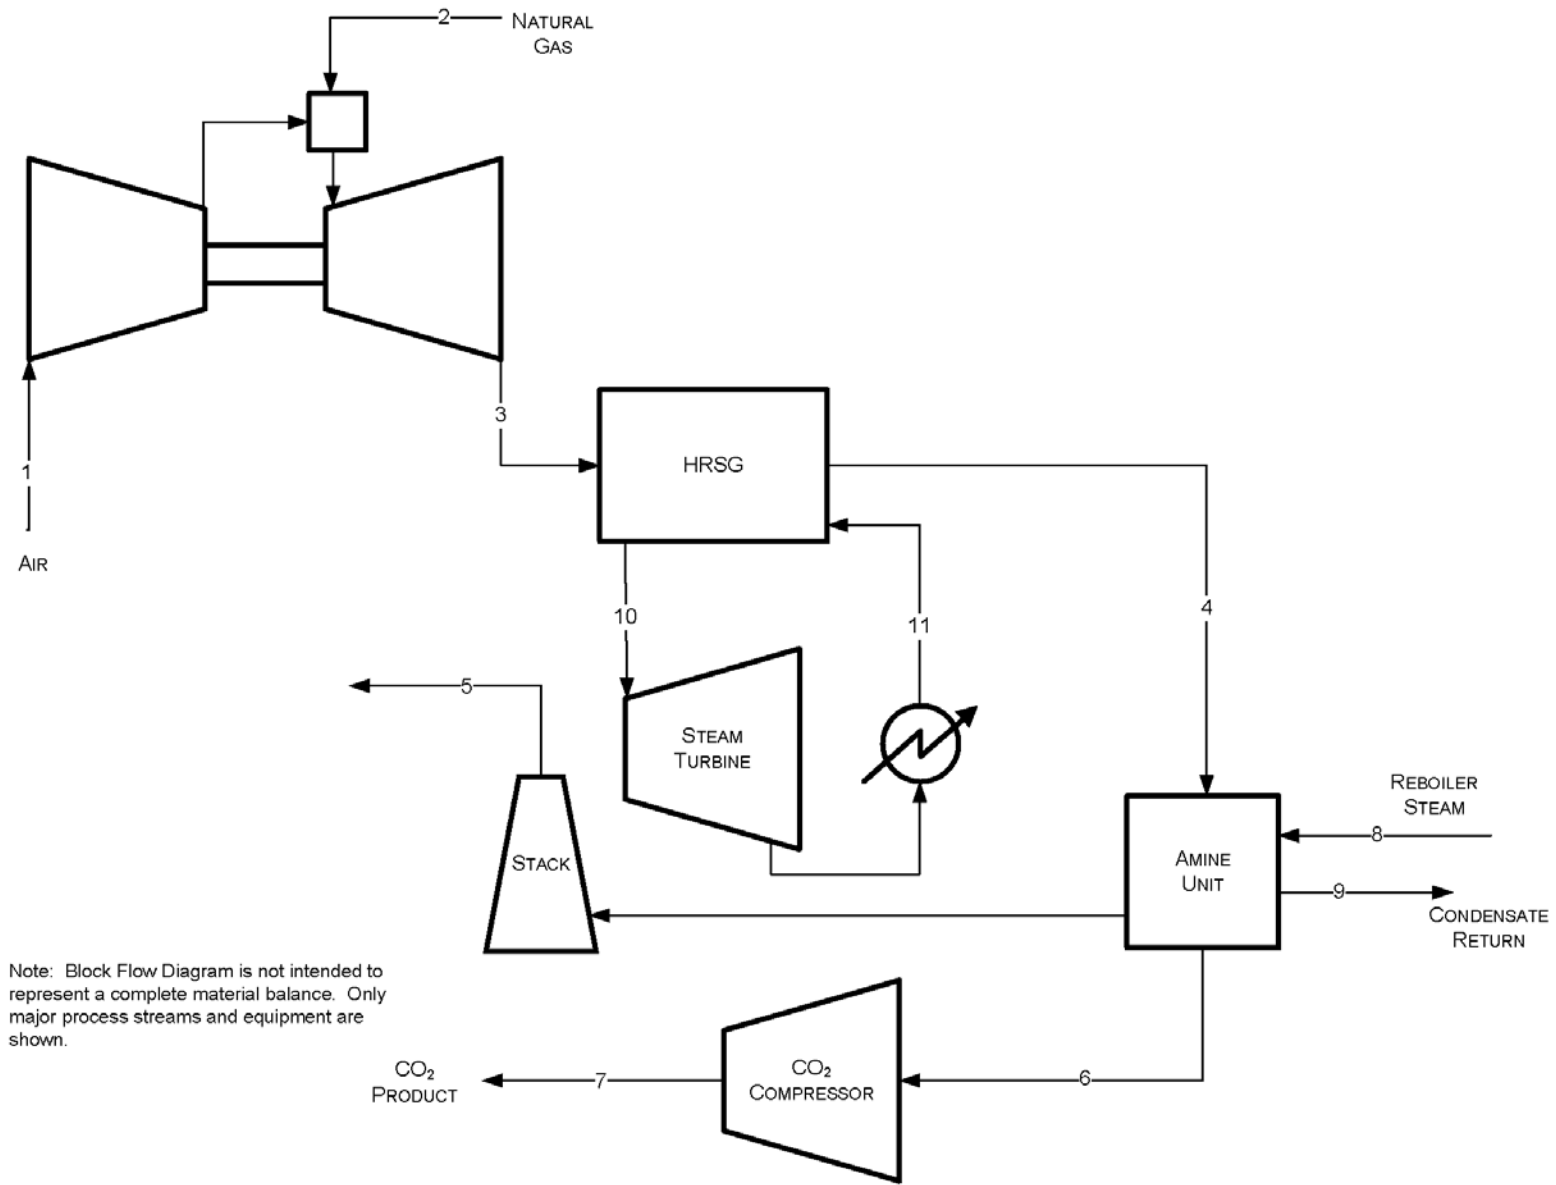 2
NATURAL
GAS
3
HRSG
1
AIR
10
11
4
5
STEAM
TURBINE
REBOILER
STEAM
8
STACK
AMINE
UNIT
9
CONDENSATE
RETURN
Note: Block Flow Diagram is not intended to
represent a complete material balance. Only
major process streams and equipment are
shown.
CO₂
PRODUCT
7
CO₂
COMPRESSOR
6